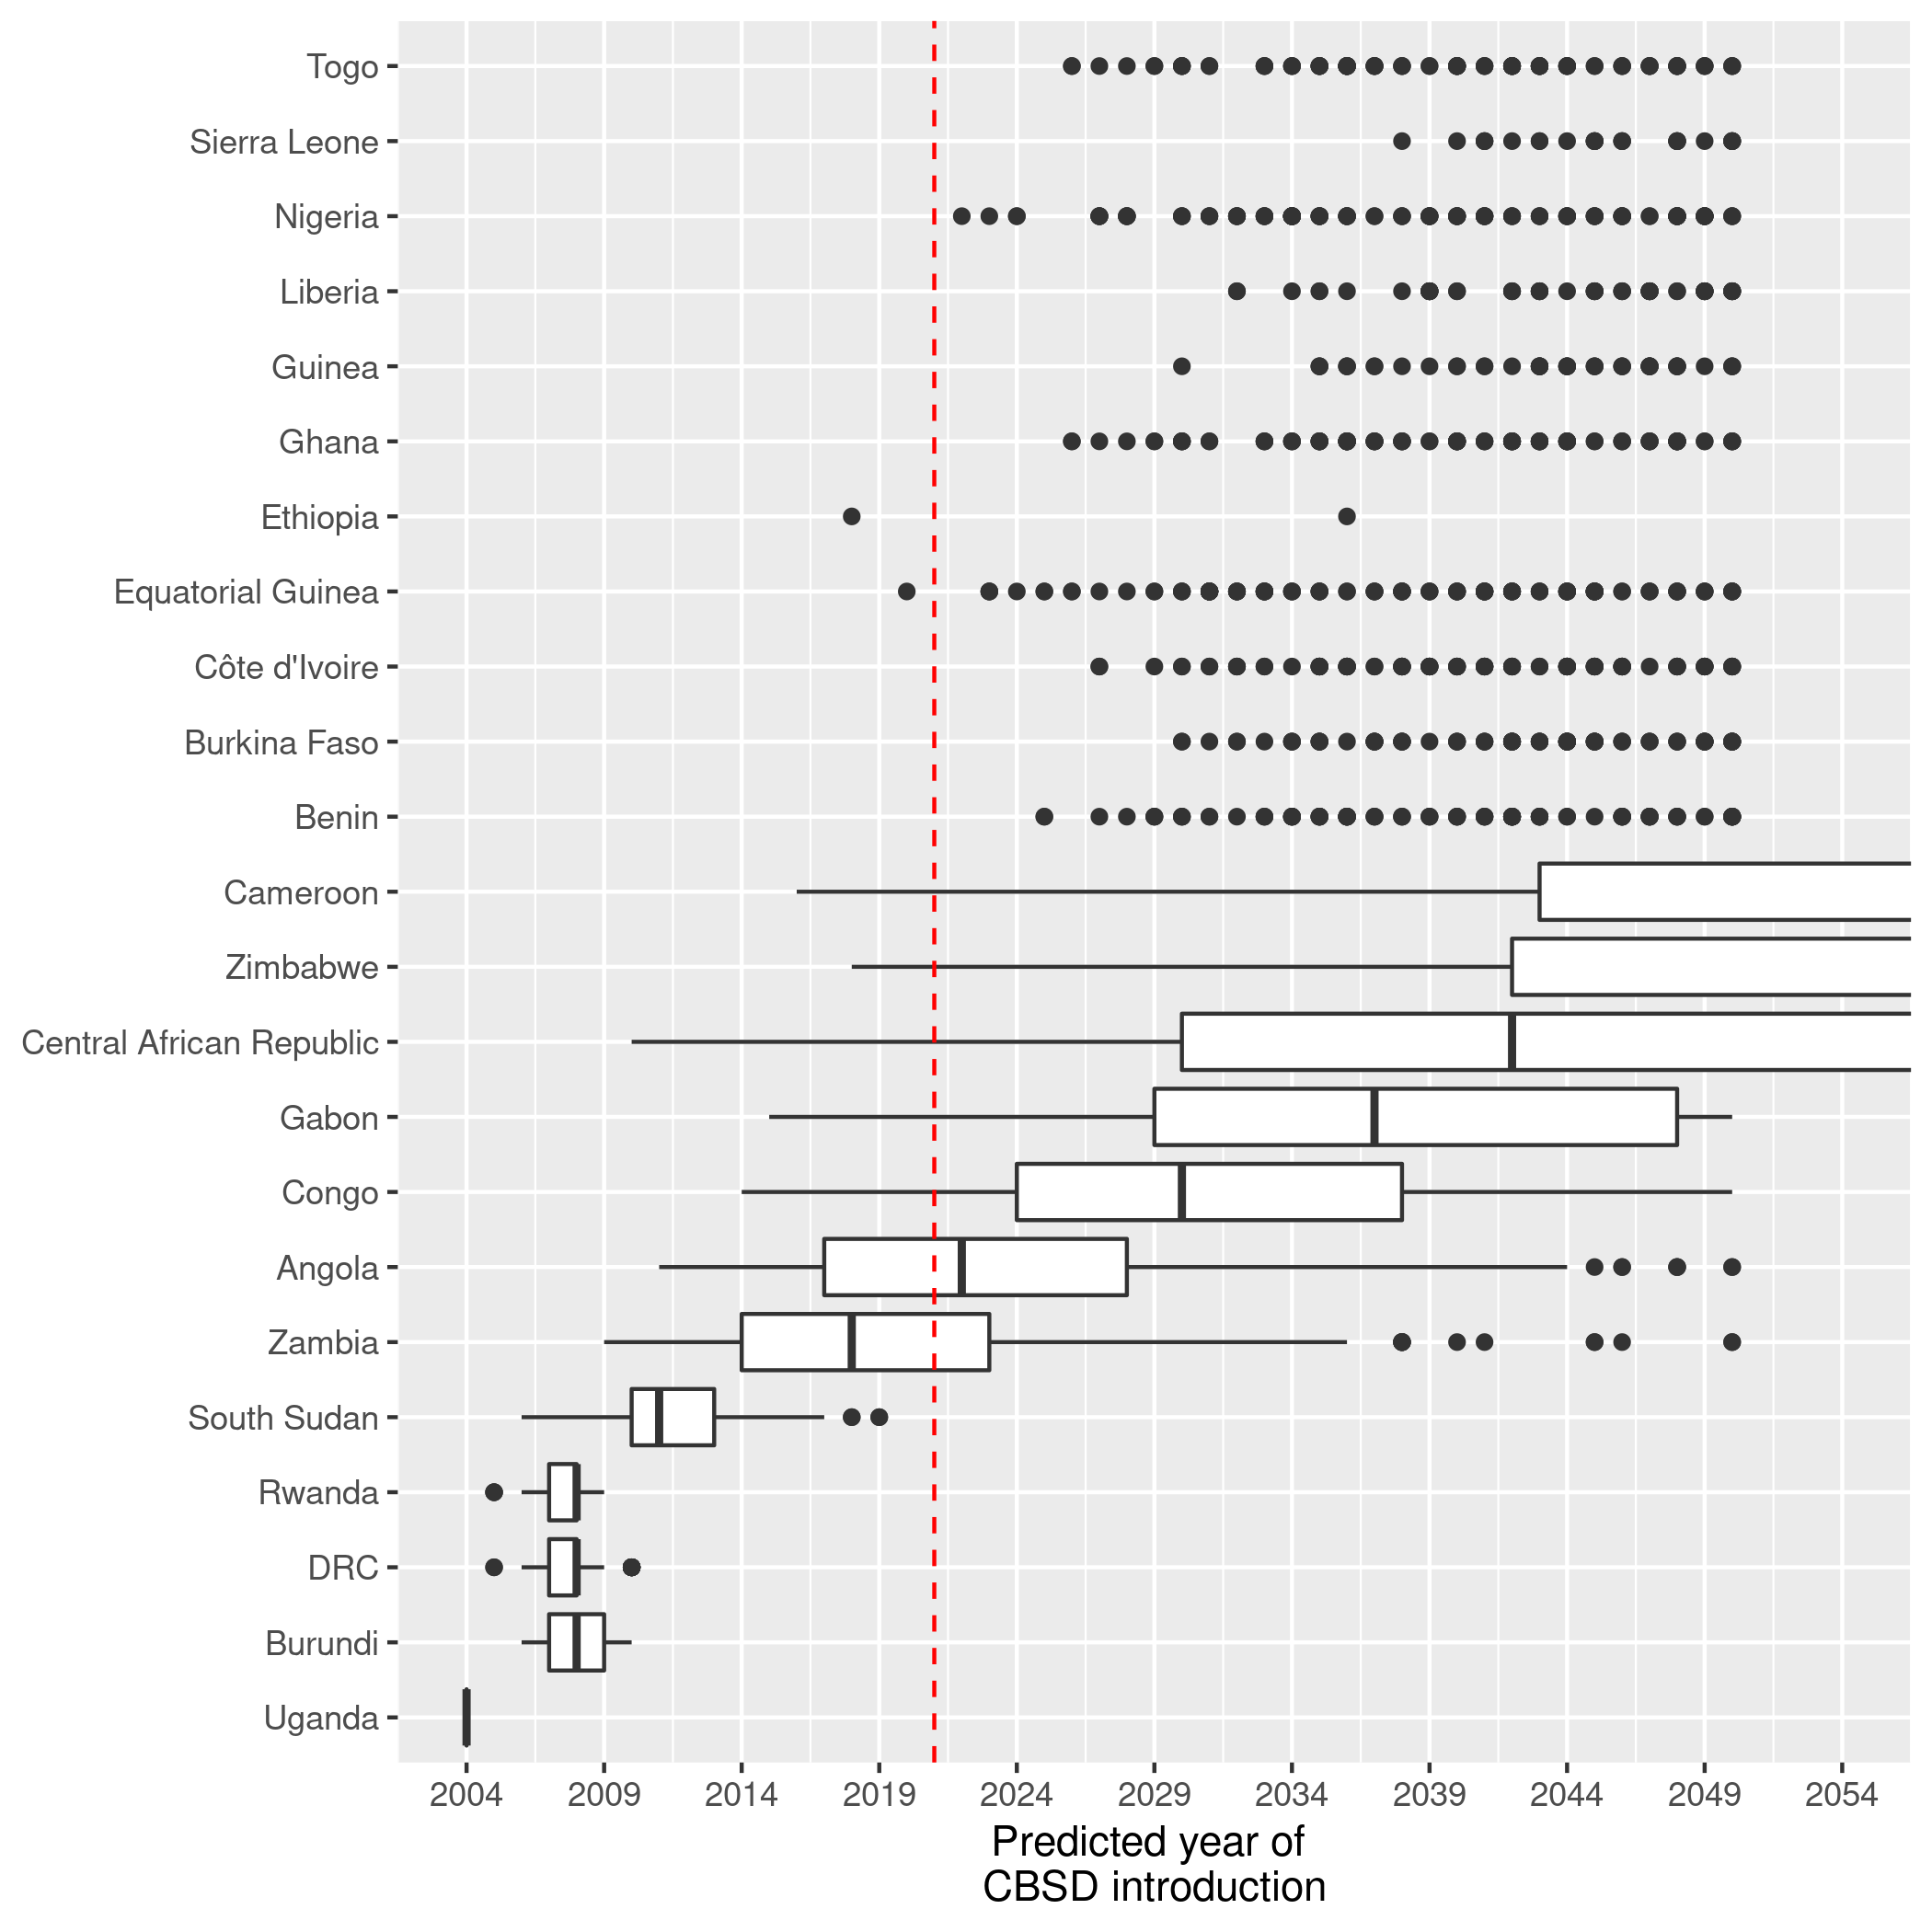 Togo
Sierra Leone
Nigeria
Liberia
Guinea
Ghana
Ethiopia
Equatorial Guinea
Côte d'Ivoire
Burkina Faso
Benin
Cameroon
Zimbabwe
Central African Republic
Gabon
Congo
Angola
Zambia
South Sudan
Rwanda
DRC
Burundi
Uganda
2004 2009 2014 2019 2024 2029 2034 2039 2044 2049 2054
Predicted year of
CBSD introduction